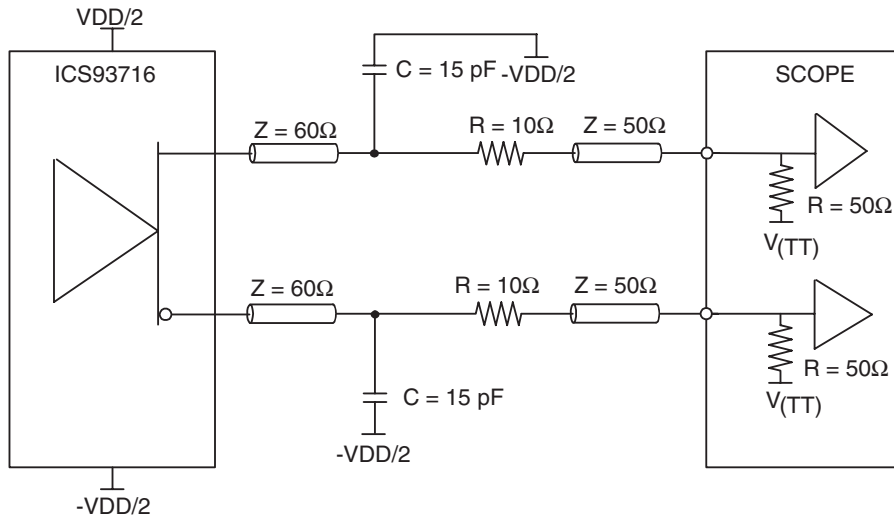 VDD/2
ICS93716
C = 15 pF
-VDD/2
SCOPE
Z = 60Ω
R = 10Ω
Z = 50Ω
R = 50Ω
V(TT)
Z = 60Ω
R = 10Ω
Z = 50Ω
R = 50Ω
V(TT)
C = 15 pF
-VDD/2
-VDD/2